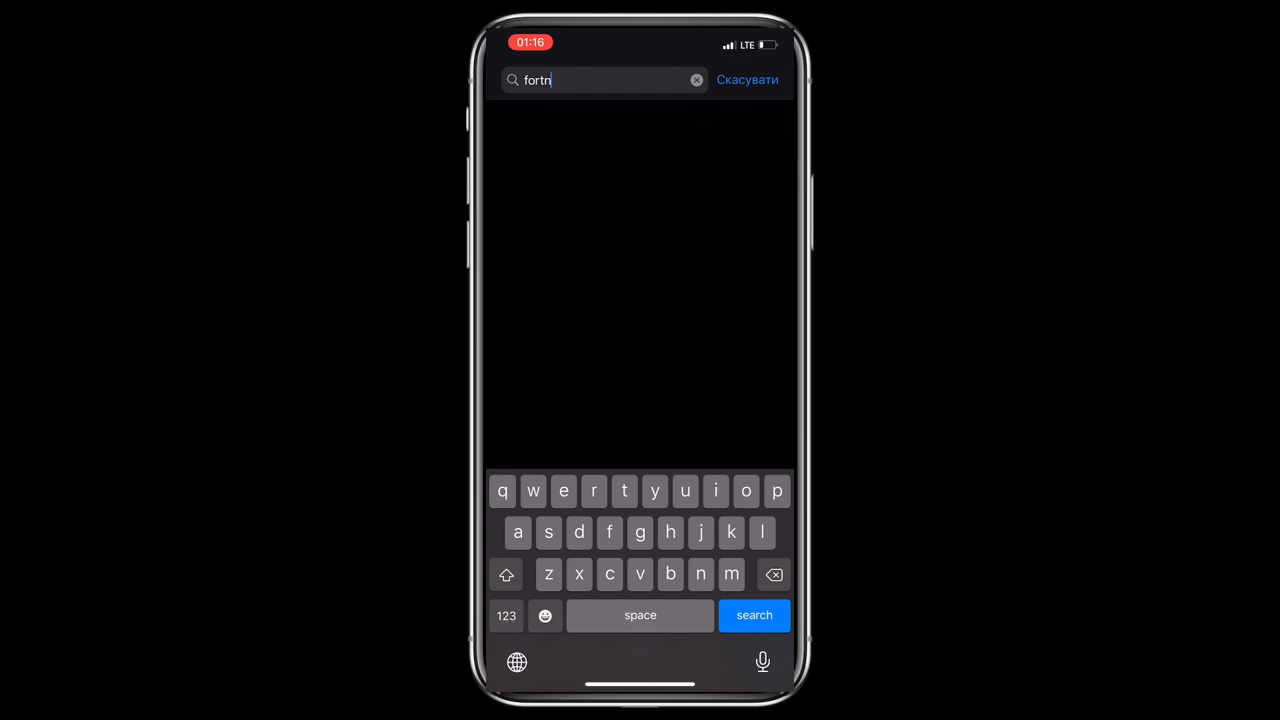 01:16
LTE
fortn
Скасувати
q w e r t y u i o p
a s d f g h j k l
z x c v b n m
123 space search